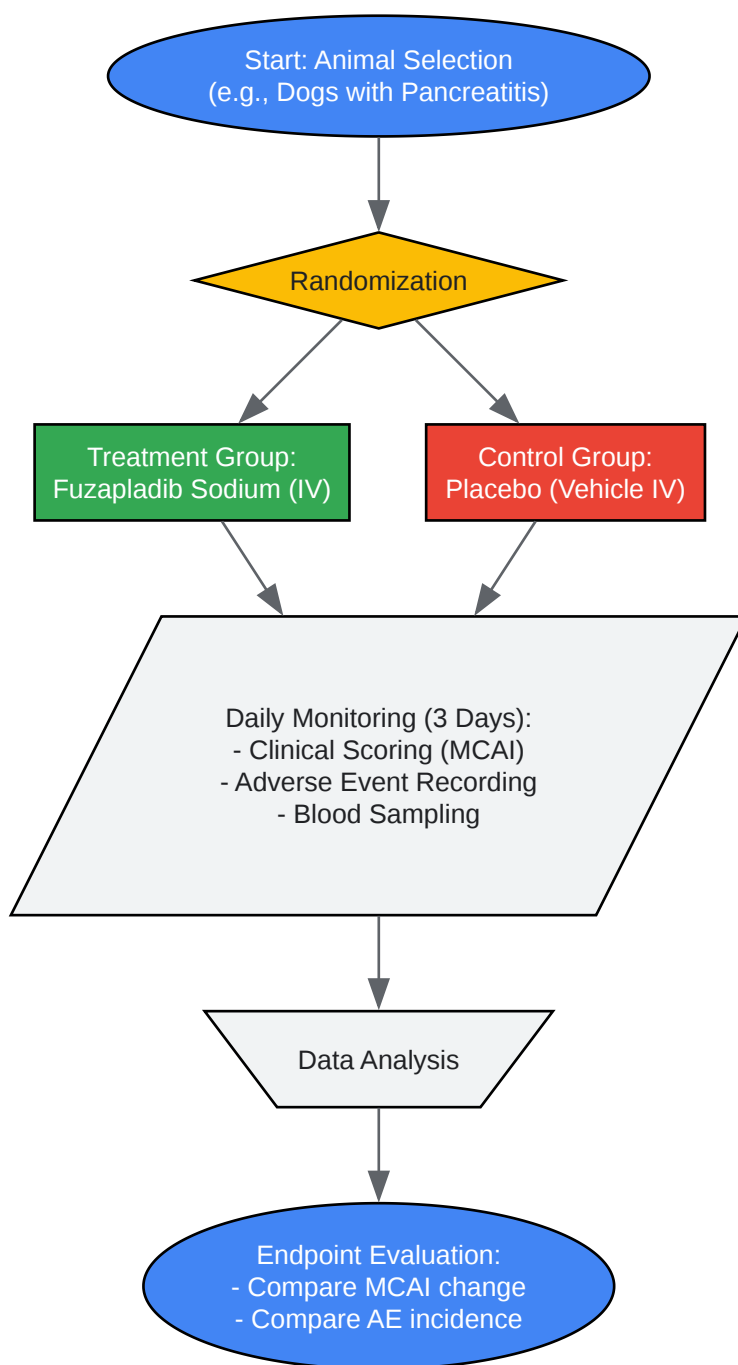 Start: Animal Selection
(e.g., Dogs with Pancreatitis)
Randomization
Treatment Group:
Fuzapladib Sodium (IV)
Control Group:
Placebo (Vehicle IV)
Daily Monitoring (3 Days):
- Clinical Scoring (MCAI)
- Adverse Event Recording
- Blood Sampling
Data Analysis
Endpoint Evaluation:
- Compare MCAI change
- Compare AE incidence